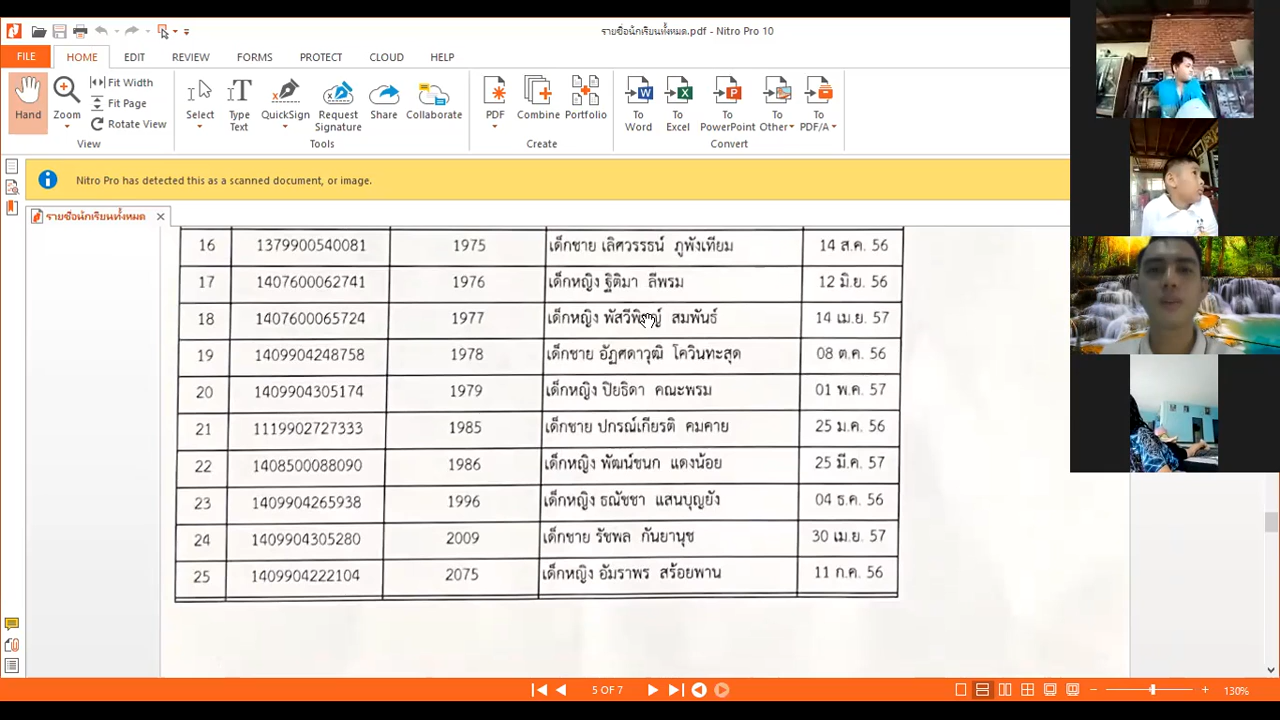 รายชื่อนักเรียนทั้งหมด.pdf - Nitro Pro 10
FILE HOME EDIT REVIEW FORMS PROTECT CLOUD HELP
Hand Zoom Fit Width Fit Page Rotate View Select Type Text QuickSign Request Signature Share Collaborate PDF Combine Portfolio To Word To Excel To PowerPoint To Other To PDF/A
View Tools Create Convert
Nitro Pro has detected this as a scanned document, or image.
รายชื่อนักเรียนทั้งหมด
16 1379900540081 1975 เด็กชาย เลิศวรรธน์ ภูพังเทียม 14 ส.ค. 56
17 1407600062741 1976 เด็กหญิง ฐิติมา ลีพรม 12 มิ.ย. 56
18 1407600065724 1977 เด็กหญิง สมพันธ์ 14 เม.ย. 57
19 1409904248758 1978 เด็กชาย อัฏศดาวุฒิ โควินทะสุด 08 ต.ค. 56
20 1409904305174 1979 เด็กหญิง ปิยธิดา คณะพรม 01 พ.ค. 57
21 1119902727333 1985 เด็กชาย ปกรณ์เกียรติ คมคาย 25 ม.ค. 56
22 1408500088090 1986 เด็กหญิง พัฒน์ชนก แดงน้อย 25 มี.ค. 57
23 1409904265938 1996 เด็กหญิง ธณัชชา แสนบุญยัง 04 ธ.ค. 56
24 1409904305280 2009 เด็กชาย รัชพล กันยานุช 30 เม.ย. 57
25 1409904222104 2075 เด็กหญิง อัมราพร สร้อยพาน 11 ก.ค. 56
5 OF 7
130%